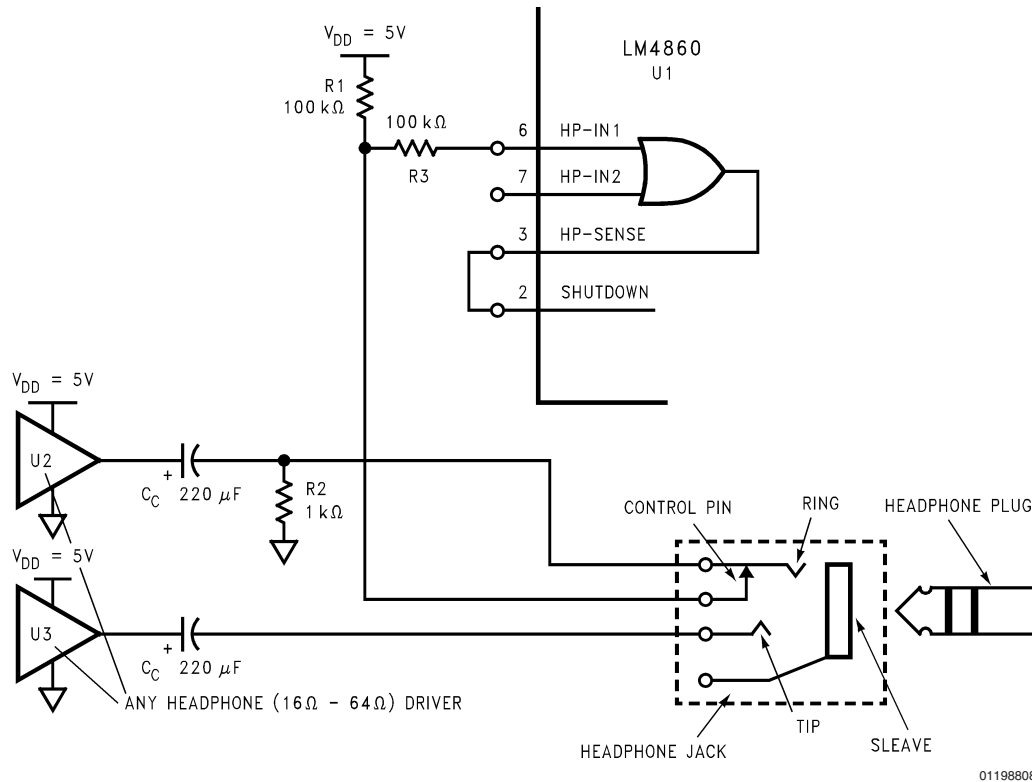 V_DD = 5V
R1
100 kΩ
100 kΩ
R3
LM4860
U1
6 HP-IN1
7 HP-IN2
3 HP-SENSE
2 SHUTDOWN
V_DD = 5V
U2
+
C_C 220 μF
R2
1 kΩ
V_DD = 5V
U3
+
C_C 220 μF
ANY HEADPHONE (16Ω - 64Ω) DRIVER
CONTROL PIN
RING
HEADPHONE PLUG
TIP
SLEAVE
HEADPHONE JACK
01198808